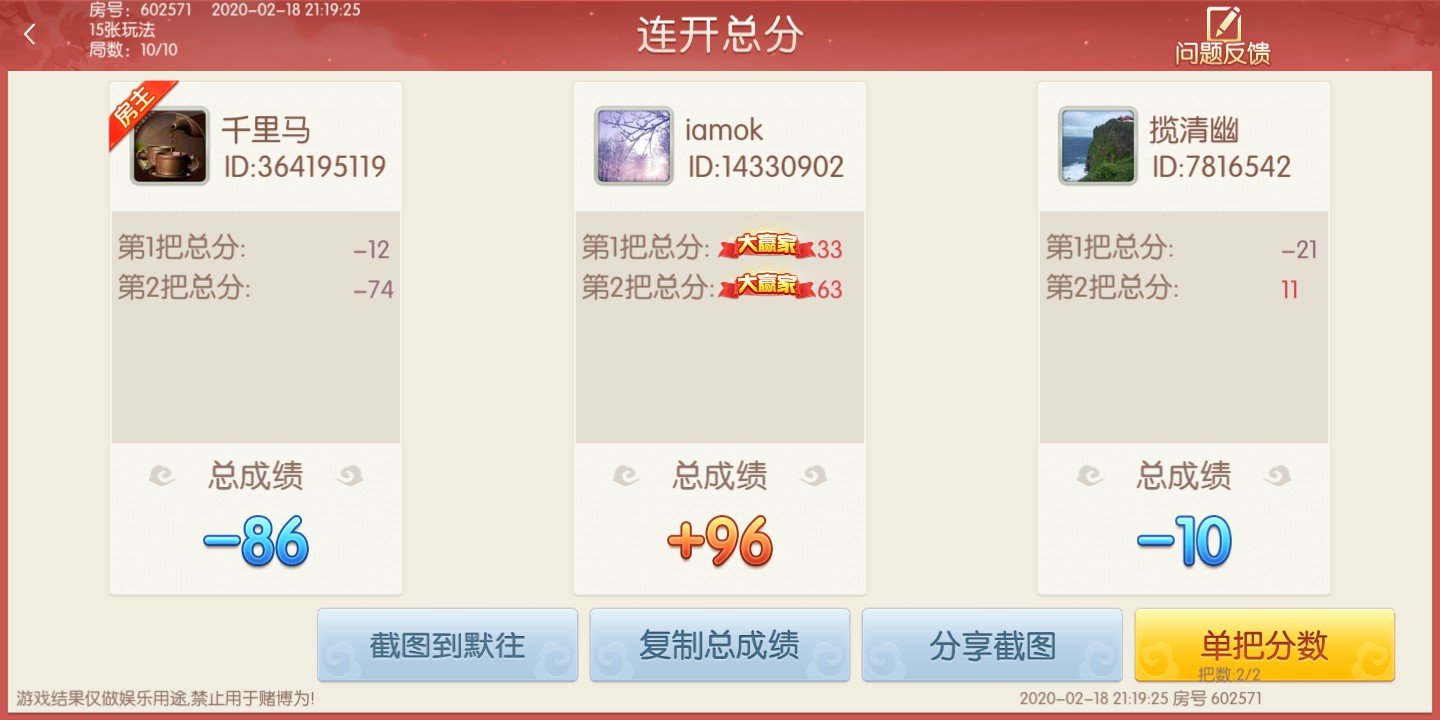 房号: 602571 2020-02-18 21:19:25
15张玩法
局数: 10/10
连开总分
问题反馈
房主
千里马
ID:364195119
第1把总分: -12
第2把总分: -74
总成绩
-86
iamok
ID:14330902
第1把总分: 大赢家 33
第2把总分: 大赢家 63
总成绩
+96
揽清幽
ID:7816542
第1把总分: -21
第2把总分: 11
总成绩
-10
截图到默往
复制总成绩
分享截图
单把分数
把数:2/2
游戏结果仅做娱乐用途,禁止用于赌博为!
2020-02-18 21:19:25 房号 602571